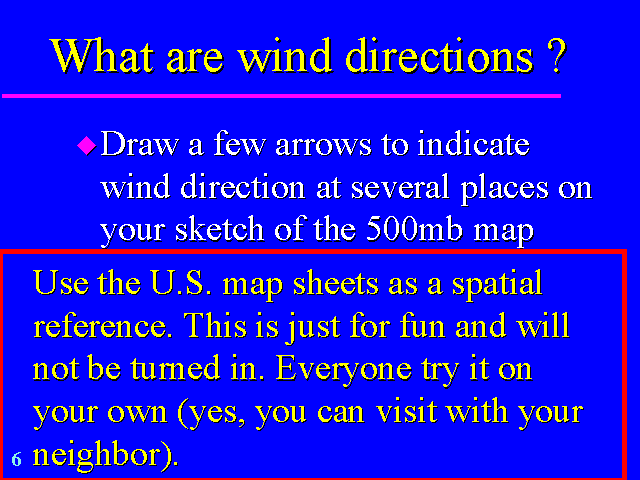 What are wind directions ?
Draw a few arrows to indicate
wind direction at several places on
your sketch of the 500mb map
Use the U.S. map sheets as a spatial
reference. This is just for fun and will
not be turned in. Everyone try it on
your own (yes, you can visit with your
neighbor).
6